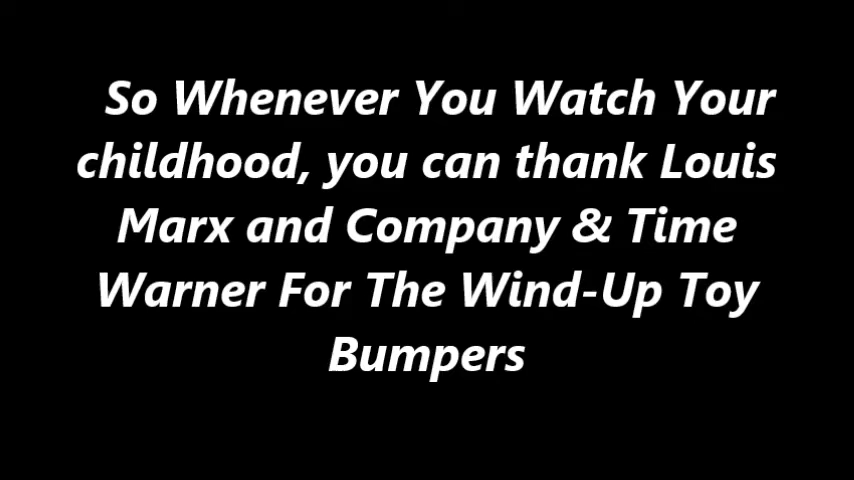 So Whenever You Watch Your
childhood, you can thank Louis
Marx and Company & Time
Warner For The Wind-Up Toy
Bumpers